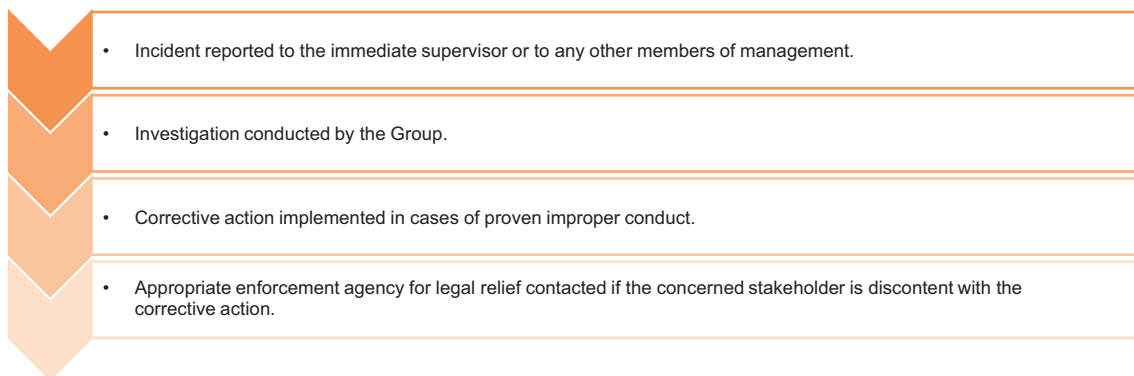 • Incident reported to the immediate supervisor or to any other members of management.
• Investigation conducted by the Group.
• Corrective action implemented in cases of proven improper conduct.
• Appropriate enforcement agency for legal relief contacted if the concerned stakeholder is discontent with the
corrective action.